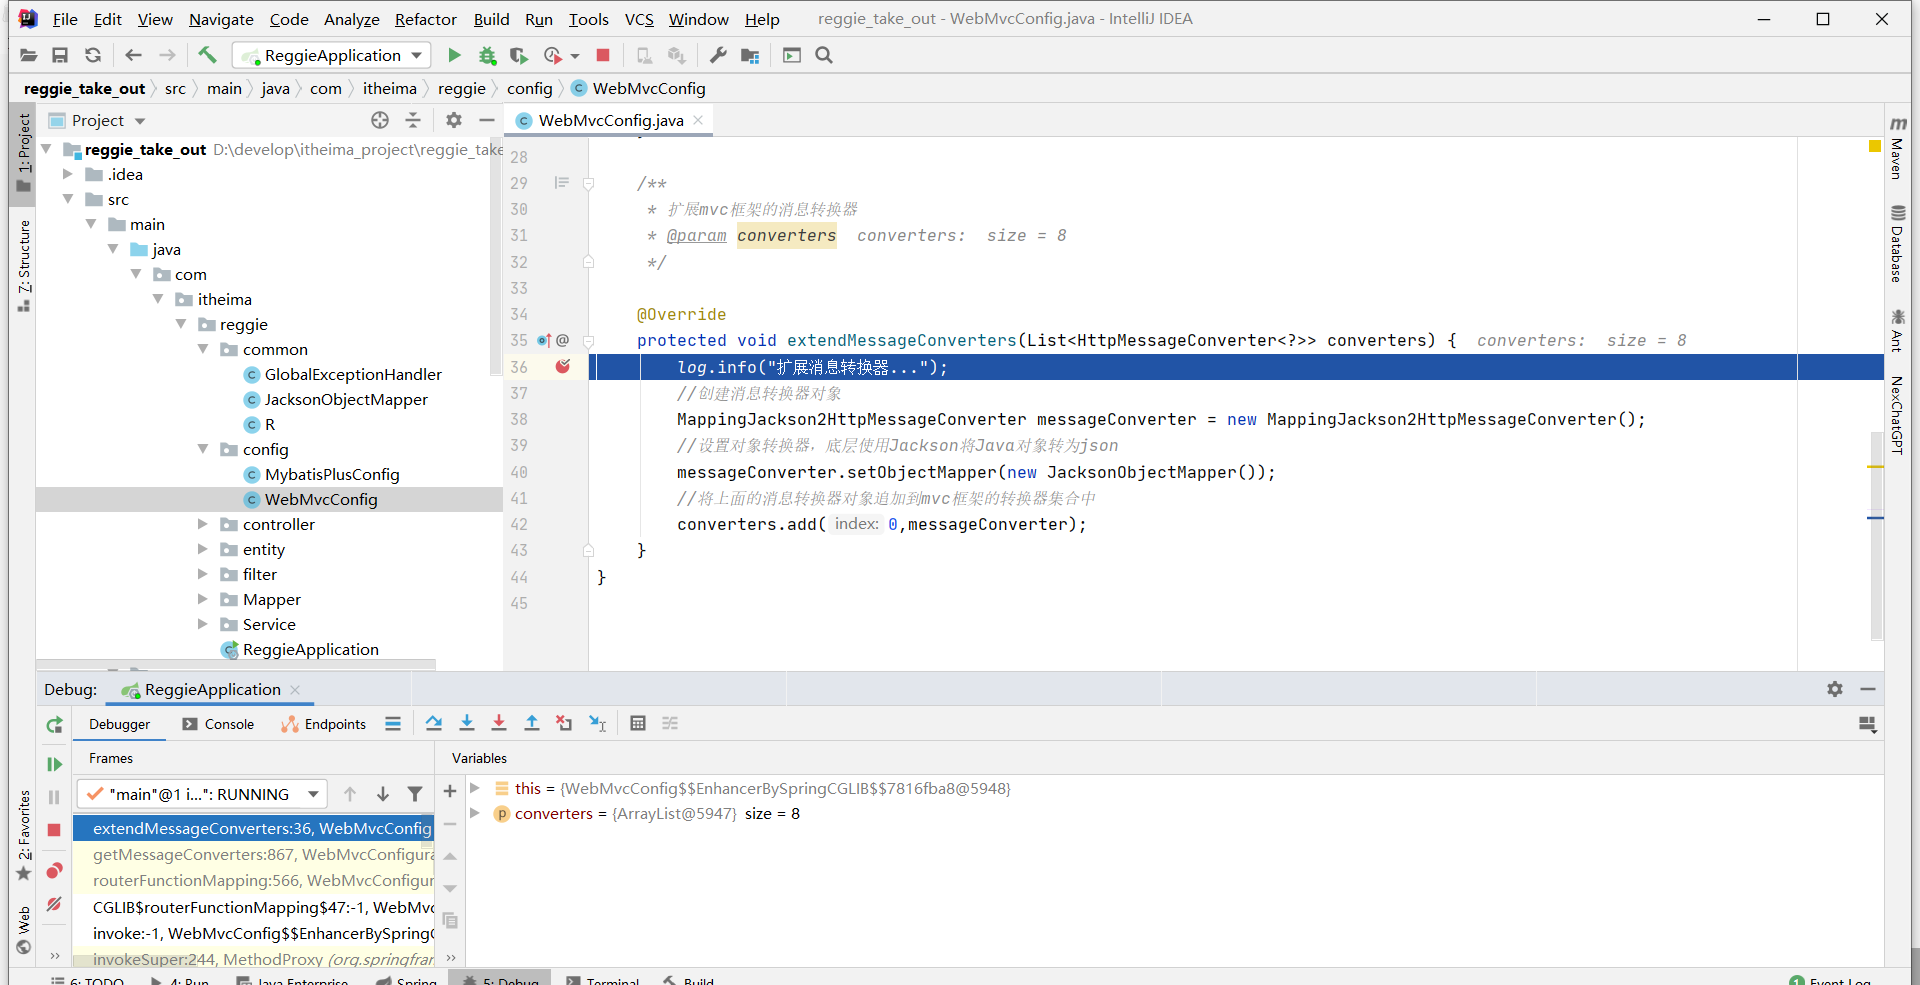 File Edit View Navigate Code Analyze Refactor Build Run Tools VCS Window Help reggie_take_out - WebMvcConfig.java - IntelliJ IDEA
ReggieApplication
reggie_take_out src main java com itheima reggie config WebMvcConfig
1: Project
Z: Structure
2: Favorites
Web
Project
reggie_take_out D:\develop\itheima_project\reggie_take
.idea
src
main
java
com
itheima
reggie
common
GlobalExceptionHandler
JacksonObjectMapper
R
config
MybatisPlusConfig
WebMvcConfig
controller
entity
filter
Mapper
Service
ReggieApplication
WebMvcConfig.java
28
29 /**
30 * 扩展mvc框架的消息转换器
31 * @param converters converters: size = 8
32 */
33
34 @Override
35 @ protected void extendMessageConverters(List<HttpMessageConverter<?>> converters) { converters: size = 8
36 log.info("扩展消息转换器...");
37 //创建消息转换器对象
38 MappingJackson2HttpMessageConverter messageConverter = new MappingJackson2HttpMessageConverter();
39 //设置对象转换器，底层使用Jackson将Java对象转为json
40 messageConverter.setObjectMapper(new JacksonObjectMapper());
41 //将上面的消息转换器对象追加到mvc框架的转换器集合中
42 converters.add( index: 0,messageConverter);
43 }
44 }
45
Maven
Database
Ant
NexChatGPT
Debug: ReggieApplication
Debugger Console Endpoints
Frames
"main"@1 i...": RUNNING
extendMessageConverters:36, WebMvcConfig
getMessageConverters:867, WebMvcConfigura
routerFunctionMapping:566, WebMvcConfigur
CGLIB$routerFunctionMapping$47:-1, WebMvc
invoke:-1, WebMvcConfig$$EnhancerBySpringC
invokeSuper:244, MethodProxy (org.springfran
Variables
this = {WebMvcConfig$$EnhancerBySpringCGLIB$$7816fba8@5948}
converters = {ArrayList@5947} size = 8
6: TODO 4: Run Java Enterprise Spring 5: Debug Terminal Build 1 Event Log